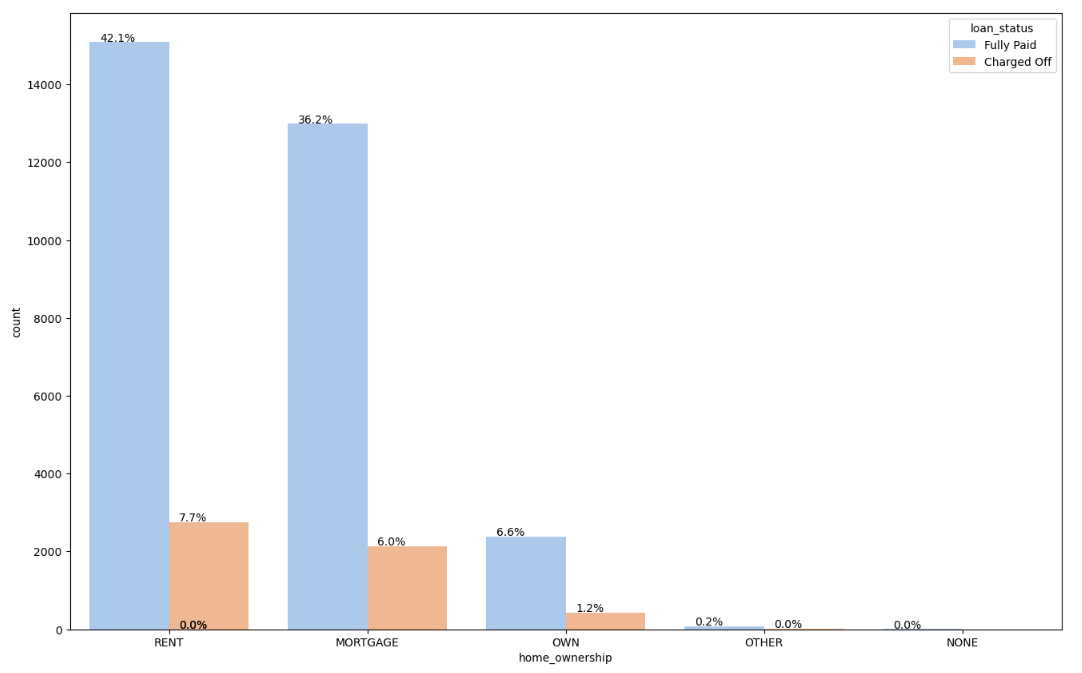 loan_status
Fully Paid
Charged Off
42.1%
36.2%
7.7%
6.0%
6.6%
1.2%
0.2%
0.0%
0.0%
0.0%
14000
12000
10000
8000
6000
4000
2000
0
count
RENT
MORTGAGE
OWN
OTHER
NONE
home_ownership